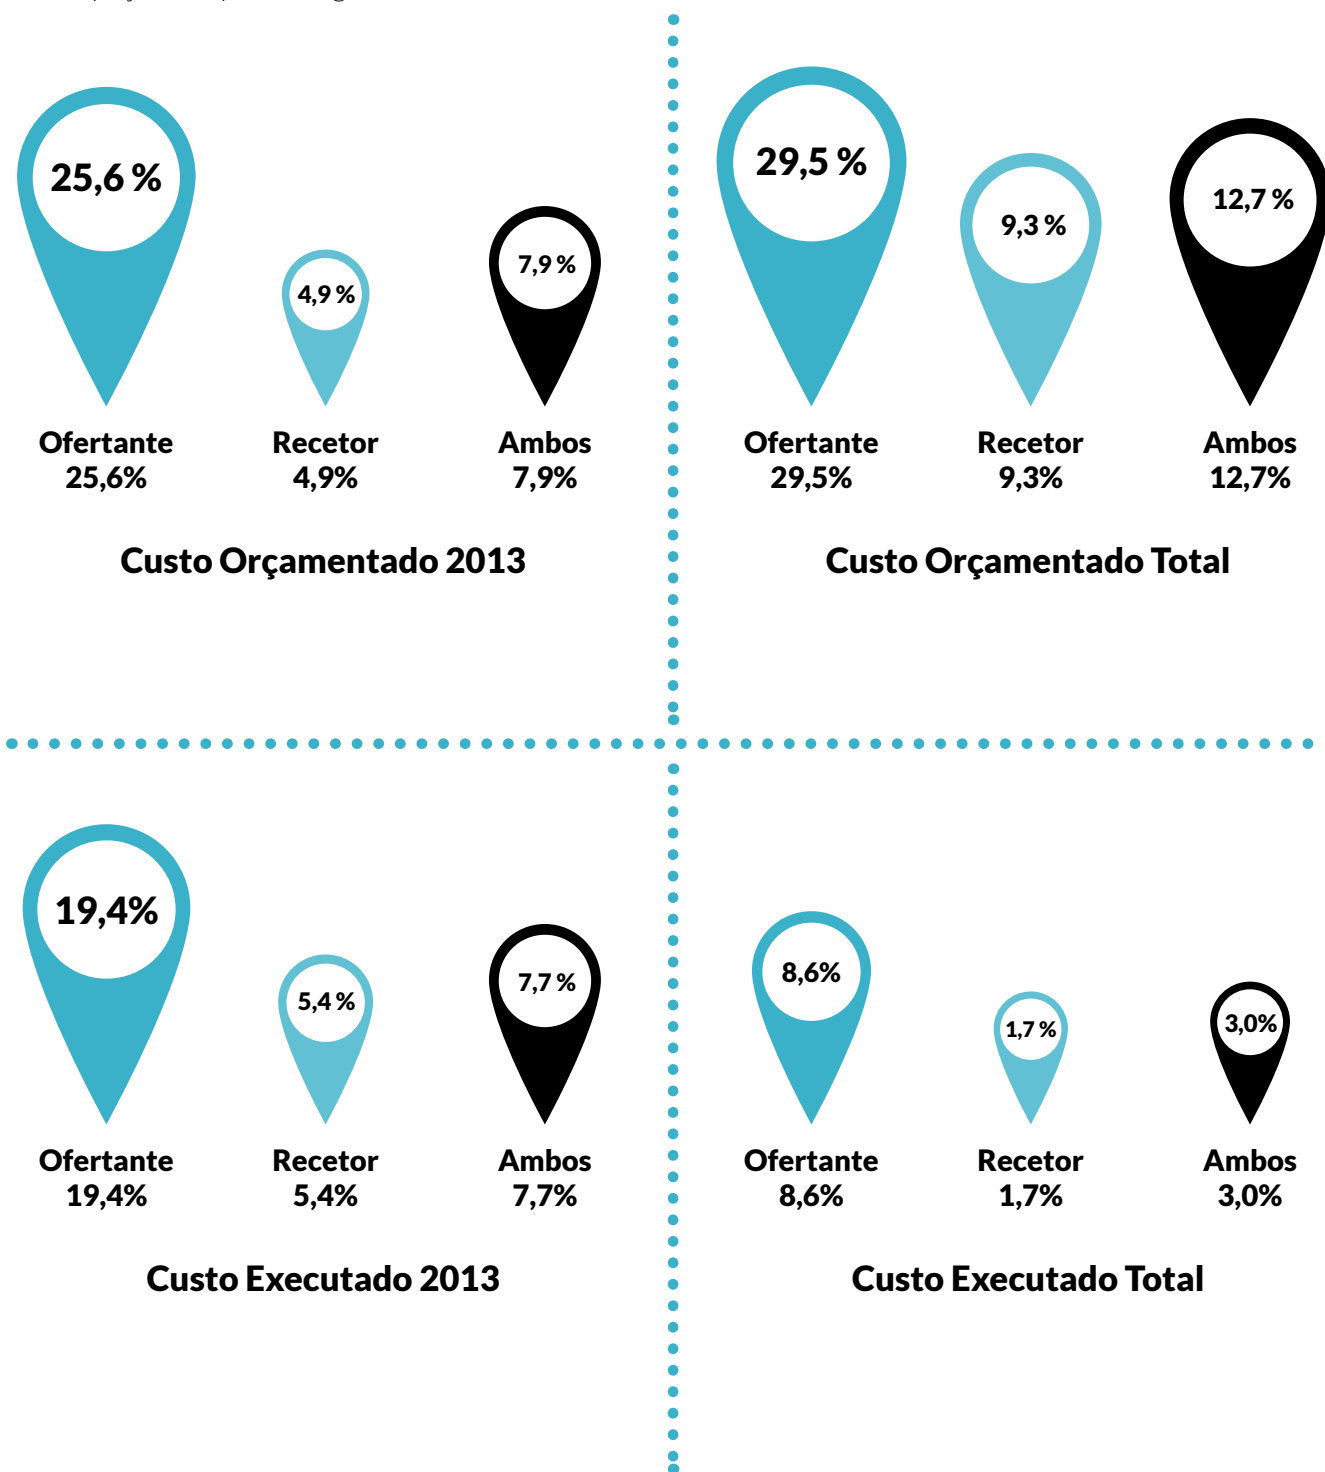 25,6 %
4,9 %
7,9 %
Ofertante Recetor Ambos
25,6% 4,9% 7,9%
Custo Orçamentado 2013
29,5 %
9,3 %
12,7 %
Ofertante Recetor Ambos
29,5% 9,3% 12,7%
Custo Orçamentado Total
19,4%
5,4 %
7,7 %
Ofertante Recetor Ambos
19,4% 5,4% 7,7%
Custo Executado 2013
8,6%
1,7 %
3,0%
Ofertante Recetor Ambos
8,6% 1,7% 3,0%
Custo Executado Total